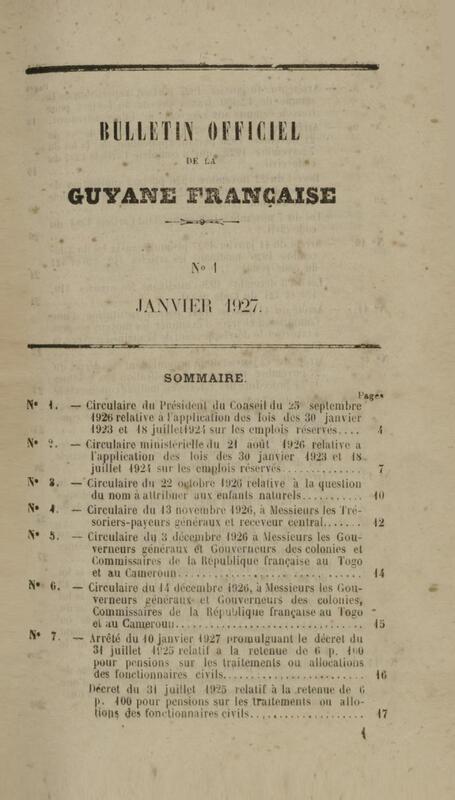 BULLETIN OFFICIEL
DE LA
GUYANE FRANÇAISE
No 1
JANVIER 1927.
SOMMAIRE.
Pages
N° 1. — Circulaire du Président du Conseil du 25 septembre
1926 relative à l'application des lois des 30 janvier
1923 et 18 juillet 1924 sur les emplois réservés.... 4
N° 2. — Circulaire ministérielle du 21 août 1926 relative a
l'application des lois des 30 janvier 1923 et 18
juillet 1924 sur les emplois réservés............... 7
N° 3. — Circulaire du 22 octobre 1926 relative à la question
du nom à attribuer aux enfants naturels........... 10
N° 4. — Circulaire du 13 novembre 1926, à Messieurs les Tré-
soriers-payeurs généraux et receveur central....... 12
N° 5. — Circulaire du 3 décembre 1926 à Messieurs les Gou-
verneurs généraux et Gouverneurs des colonies et
Commissaires de la République française au Togo
et au Cameroun................................ 14
N° 6. — Circulaire du 14 décembre 1926, à Messieurs les Gou-
verneurs généraux et Gouverneurs des colonies,
Commissaires de la République française au Togo
et au Cameroun................................ 15
N° 7. — Arrêté du 10 janvier 1927 promulguant le décret du
31 juillet 1925 relatif a la retenue de 6 p. 100
pour pensions sur les traitements ou allocations
des fonctionnaires civils........................... 16
Décret du 31 juillet 1925 relatif à la retenue de 6
p. 100 pour pensions sur les traitements ou allo-
tions des fonctionnaires civils...................... 17
1